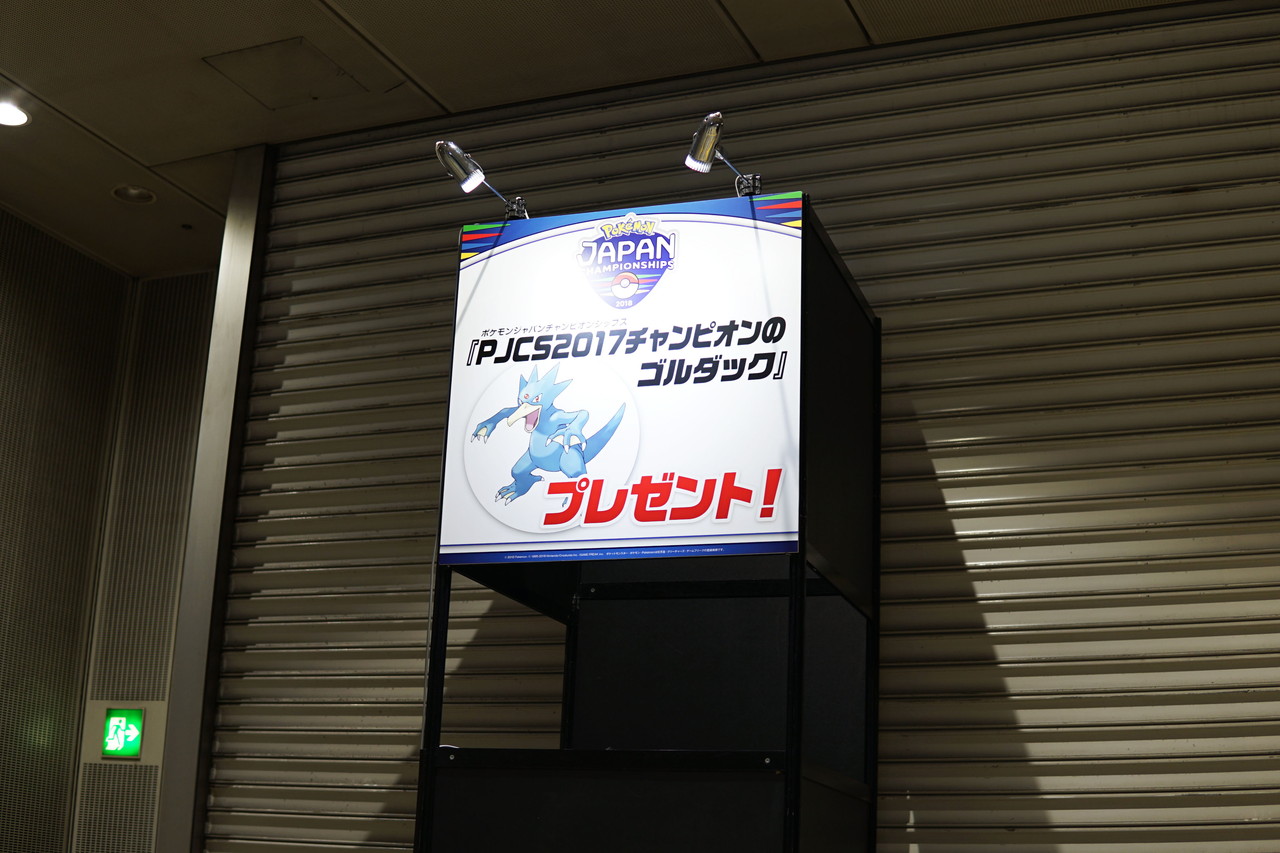 Pokémon
JAPAN
CHAMPIONSHIPS
2018
ポケモンジャパンチャンピオンシップス
『PJCS2017チャンピオンの
ゴルダック』
プレゼント!